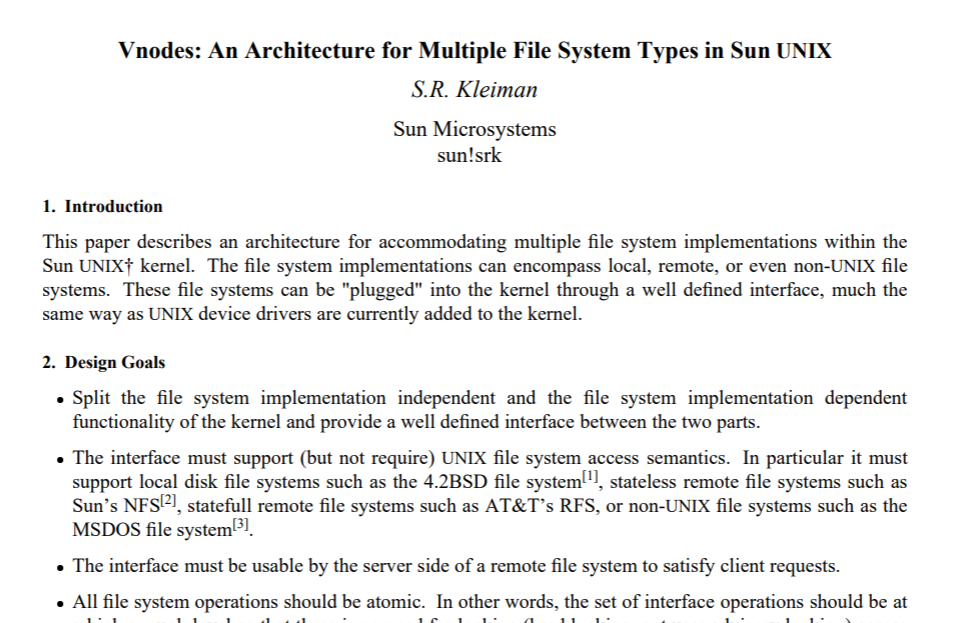 Vnodes: An Architecture for Multiple File System Types in Sun UNIX
S.R. Kleiman
Sun Microsystems
sun!srk
1. Introduction
This paper describes an architecture for accommodating multiple file system implementations within the
Sun UNIX† kernel. The file system implementations can encompass local, remote, or even non-UNIX file
systems. These file systems can be "plugged" into the kernel through a well defined interface, much the
same way as UNIX device drivers are currently added to the kernel.
2. Design Goals
• Split the file system implementation independent and the file system implementation dependent
functionality of the kernel and provide a well defined interface between the two parts.
• The interface must support (but not require) UNIX file system access semantics. In particular it must
support local disk file systems such as the 4.2BSD file system[1], stateless remote file systems such as
Sun's NFS[2], statefull remote file systems such as AT&T's RFS, or non-UNIX file systems such as the
MSDOS file system[3].
• The interface must be usable by the server side of a remote file system to satisfy client requests.
• All file system operations should be atomic. In other words, the set of interface operations should be at